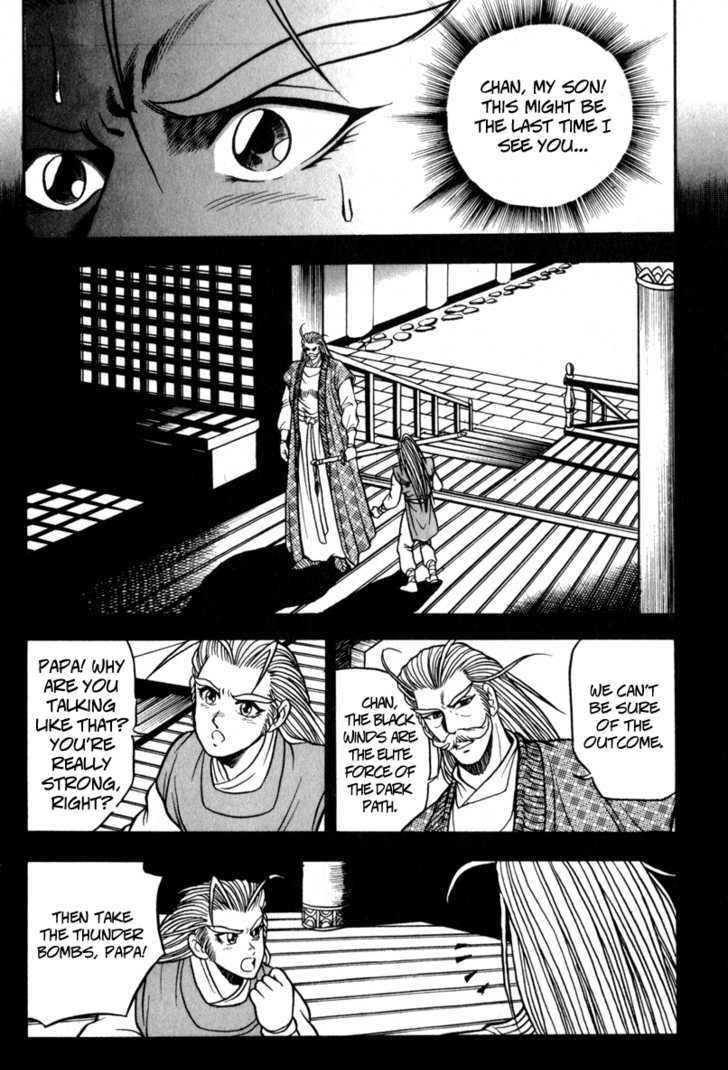 CHAN, MY SON!
THIS MIGHT BE
THE LAST TIME I
SEE YOU...
PAPA! WHY
ARE YOU
TALKING
LIKE THAT?
YOU'RE
REALLY
STRONG,
RIGHT?
CHAN,
THE BLACK
WINDS ARE
THE ELITE
FORCE OF
THE DARK
PATH.
WE CAN'T
BE SURE
OF THE
OUTCOME.
THEN TAKE
THE THUNDER
BOMBS, PAPA!